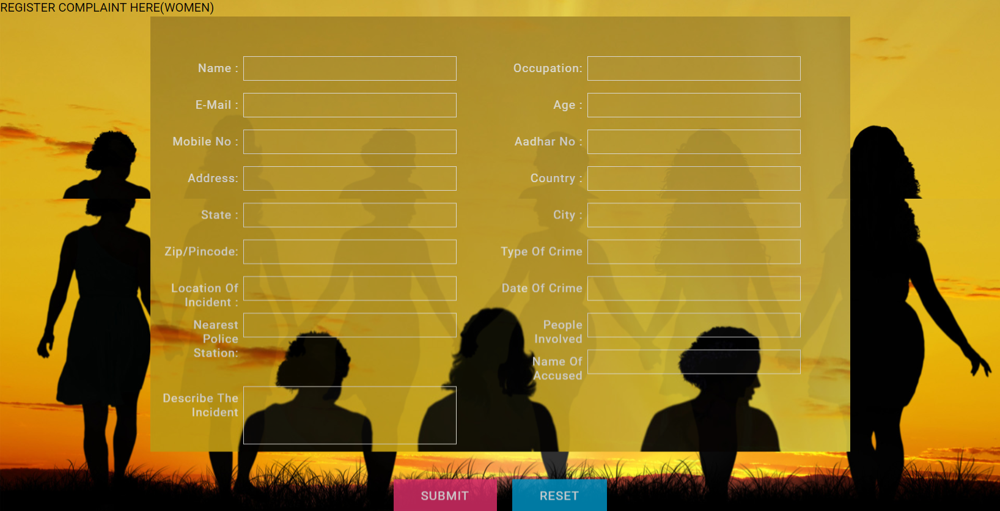 REGISTER COMPLAINT HERE(WOMEN)
Name :
Occupation:
E-Mail :
Age :
Mobile No :
Aadhar No :
Address:
Country :
State :
City :
Zip/Pincode:
Type Of Crime
Location Of
Incident :
Date Of Crime
Nearest
Police
Station:
People
Involved
Name Of
Accused
Describe The
Incident
SUBMIT
RESET